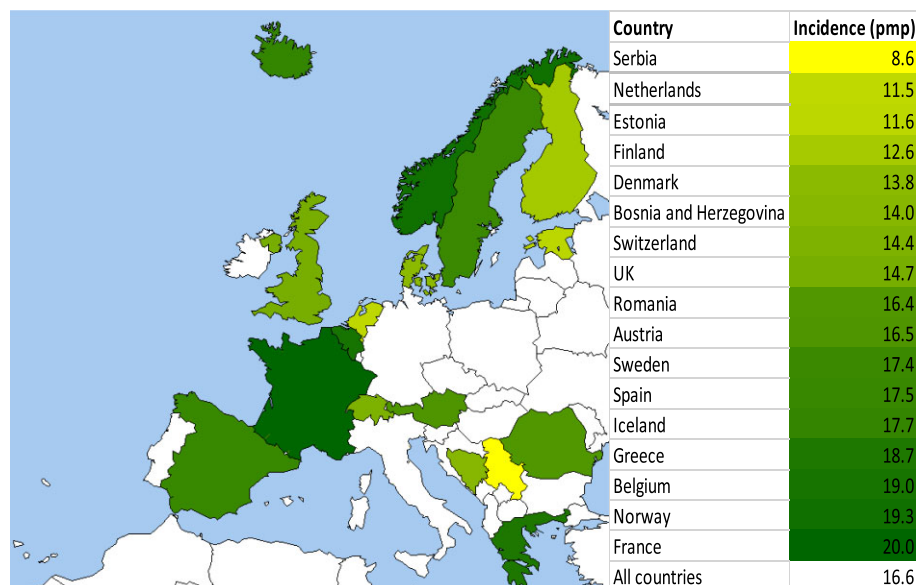 Country Incidence (pmp)
Serbia 8.6
Netherlands 11.5
Estonia 11.6
Finland 12.6
Denmark 13.8
Bosnia and Herzegovina 14.0
Switzerland 14.4
UK 14.7
Romania 16.4
Austria 16.5
Sweden 17.4
Spain 17.5
Iceland 17.7
Greece 18.7
Belgium 19.0
Norway 19.3
France 20.0
All countries 16.6